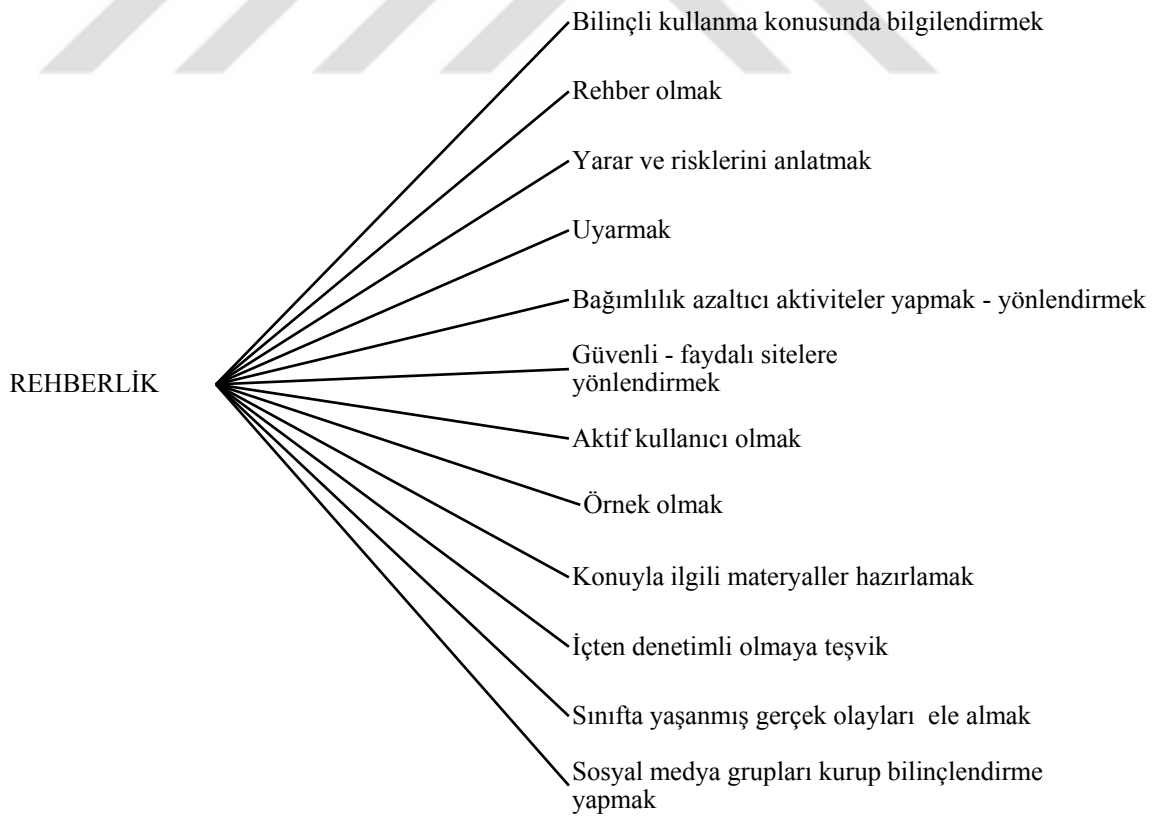 Bilinçli kullanma konusunda bilgilendirmek
Rehber olmak
Yarar ve risklerini anlatmak
Uyarmak
Bağımlılık azaltıcı aktiviteler yapmak - yönlendirmek
Güvenli - faydalı sitelere
yönlendirmek
REHBERLİK
Aktif kullanıcı olmak
Örnek olmak
Konuyla ilgili materyaller hazırlamak
İçten denetimli olmaya teşvik
Sınıfta yaşanmış gerçek olayları  ele almak
Sosyal medya grupları kurup bilinçlendirme
yapmak